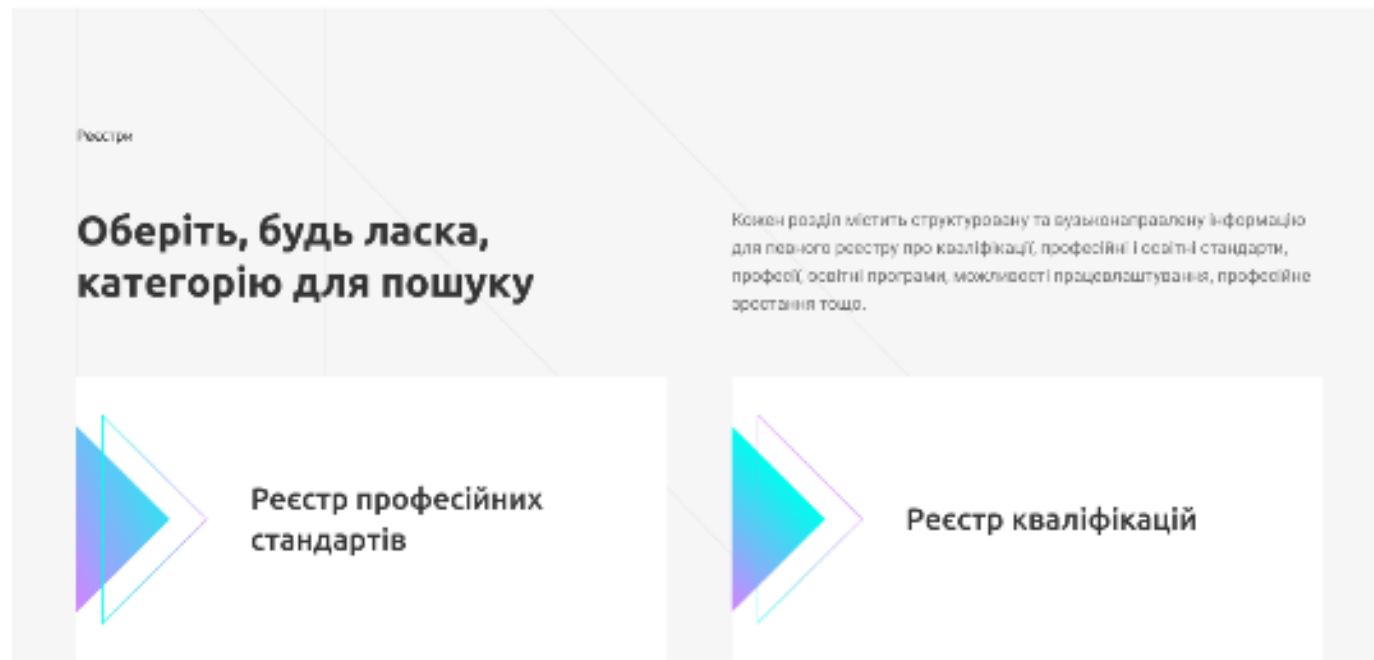 Реєстри
Оберіть, будь ласка,
категорію для пошуку
Кожен розділ містить структуровану та вузьконаправлену інформацію
для певного реєстру про кваліфікації, професійні і освітні стандарти,
професії, освітні програми, можливості працевлаштування, професійне
зростання тощо.
Реєстр професійних
стандартів
Реєстр кваліфікацій